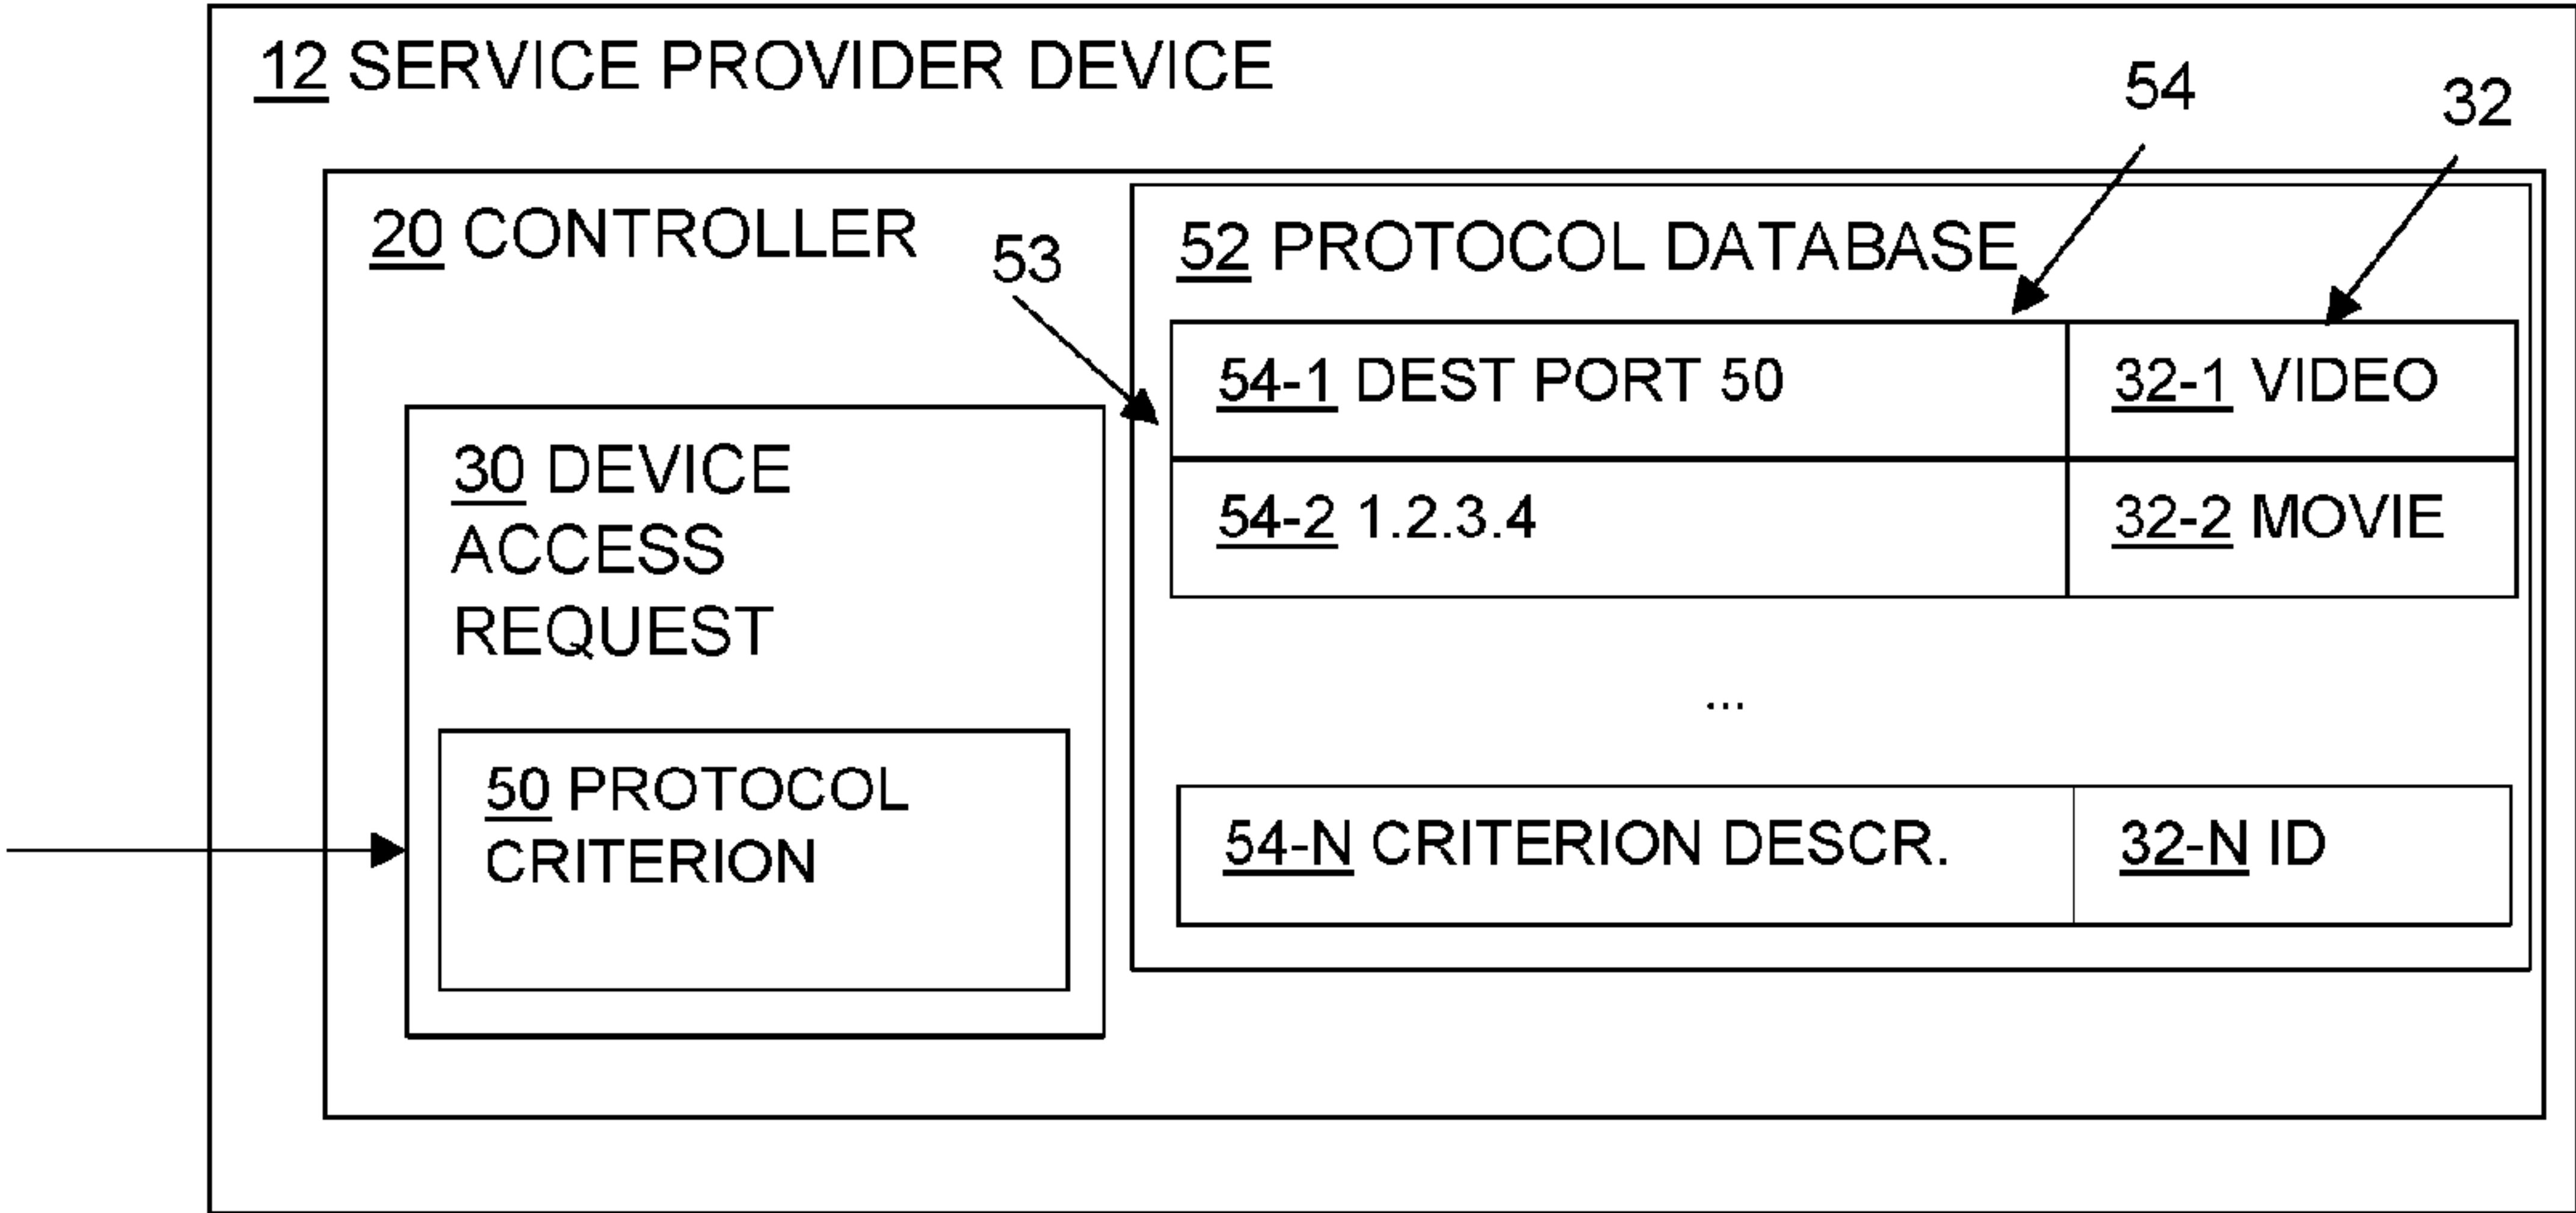 12 SERVICE PROVIDER DEVICE
54
32
20 CONTROLLER
53
52 PROTOCOL DATABASE
54-1 DEST PORT 50
32-1 VIDEO
30 DEVICE
ACCESS
REQUEST
54-2 1.2.3.4
32-2 MOVIE
...
50 PROTOCOL
CRITERION
54-N CRITERION DESCR.
32-N ID